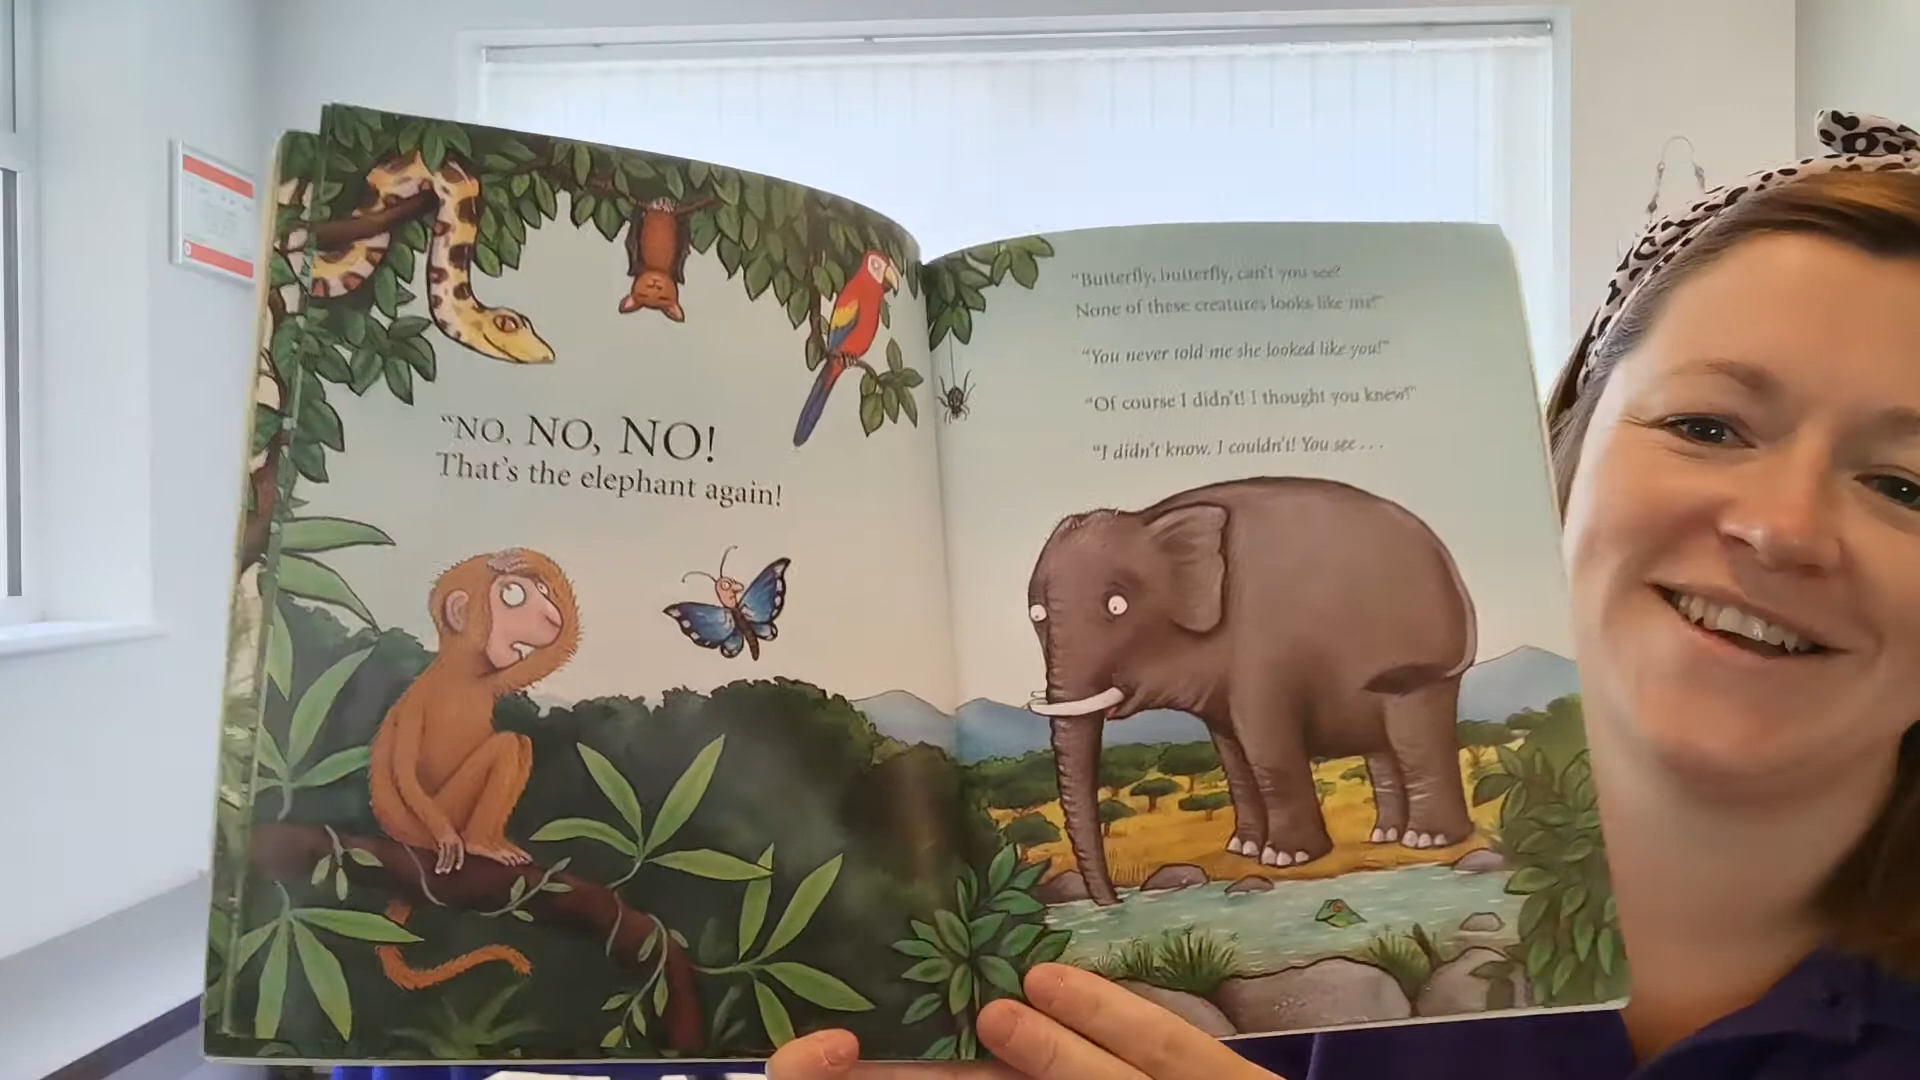 "NO, NO, NO!
That's the elephant again!
"Butterfly, butterfly, can't you see?
None of these creatures looks like me!"
"You never told me she looked like you!"
"Of course I didn't! I thought you knew!"
"I didn't know. I couldn't! You see . . .